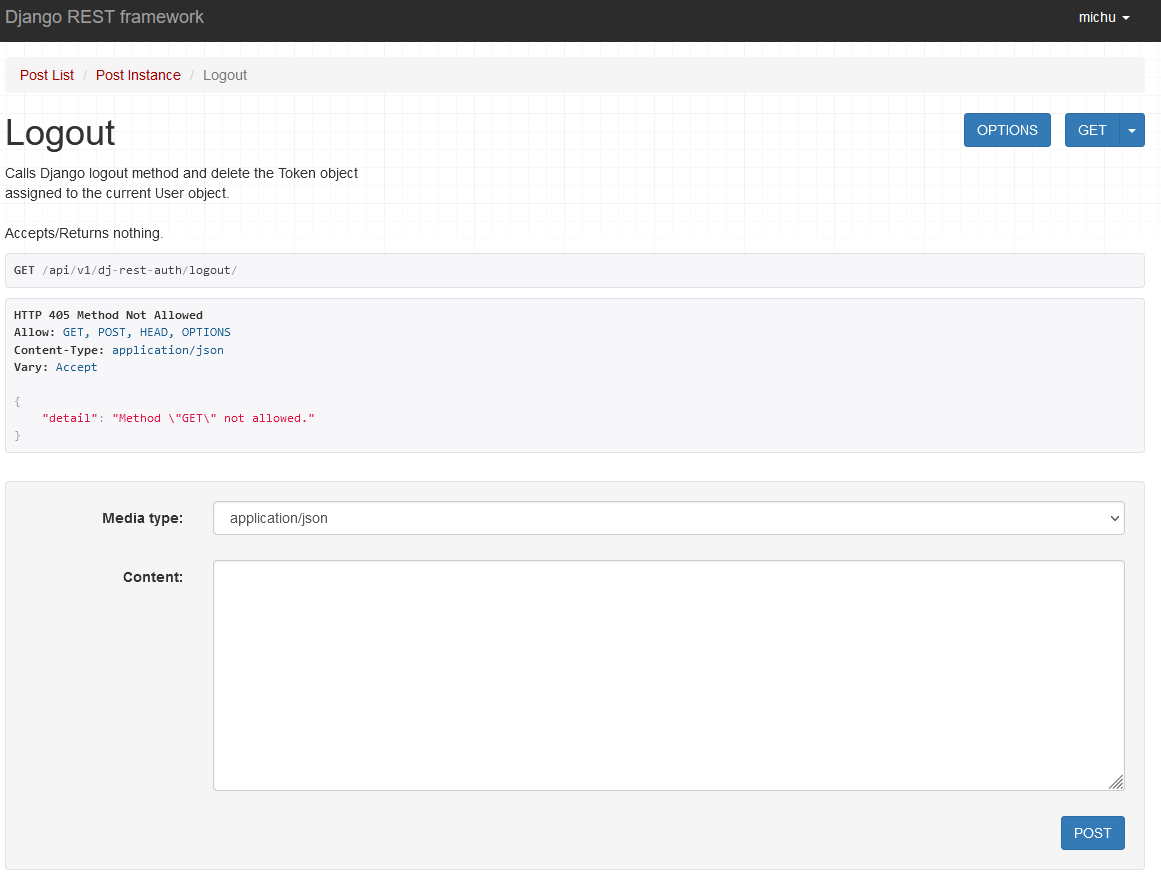 Django REST framework
michu
Post List / Post Instance / Logout
Logout
OPTIONS
GET
Calls Django logout method and delete the Token object
assigned to the current User object.
Accepts/Returns nothing.
GET /api/v1/dj-rest-auth/logout/
HTTP 405 Method Not Allowed
Allow: GET, POST, HEAD, OPTIONS
Content-Type: application/json
Vary: Accept
{
    "detail": "Method \"GET\" not allowed."
}
Media type:
application/json
Content:
POST